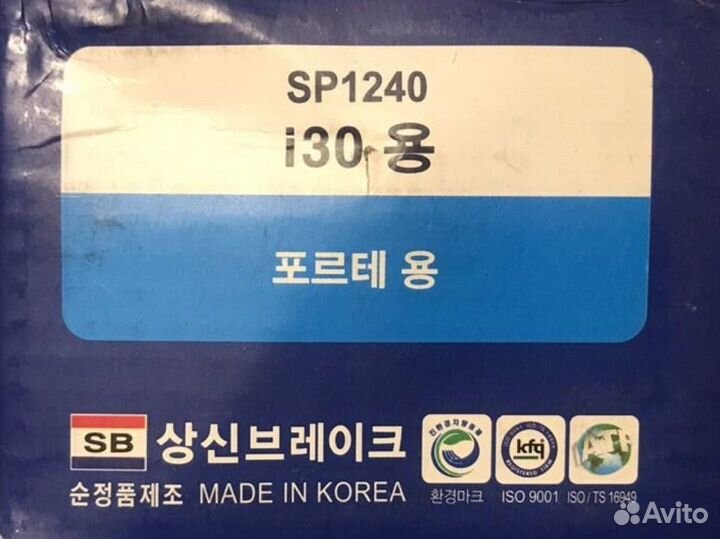 SP1240
i30 용
포르테 용
SB 상신브레이크
순정품제조 MADE IN KOREA
kfq
환경마크 ISO 9001 ISO/TS 16949
Avito